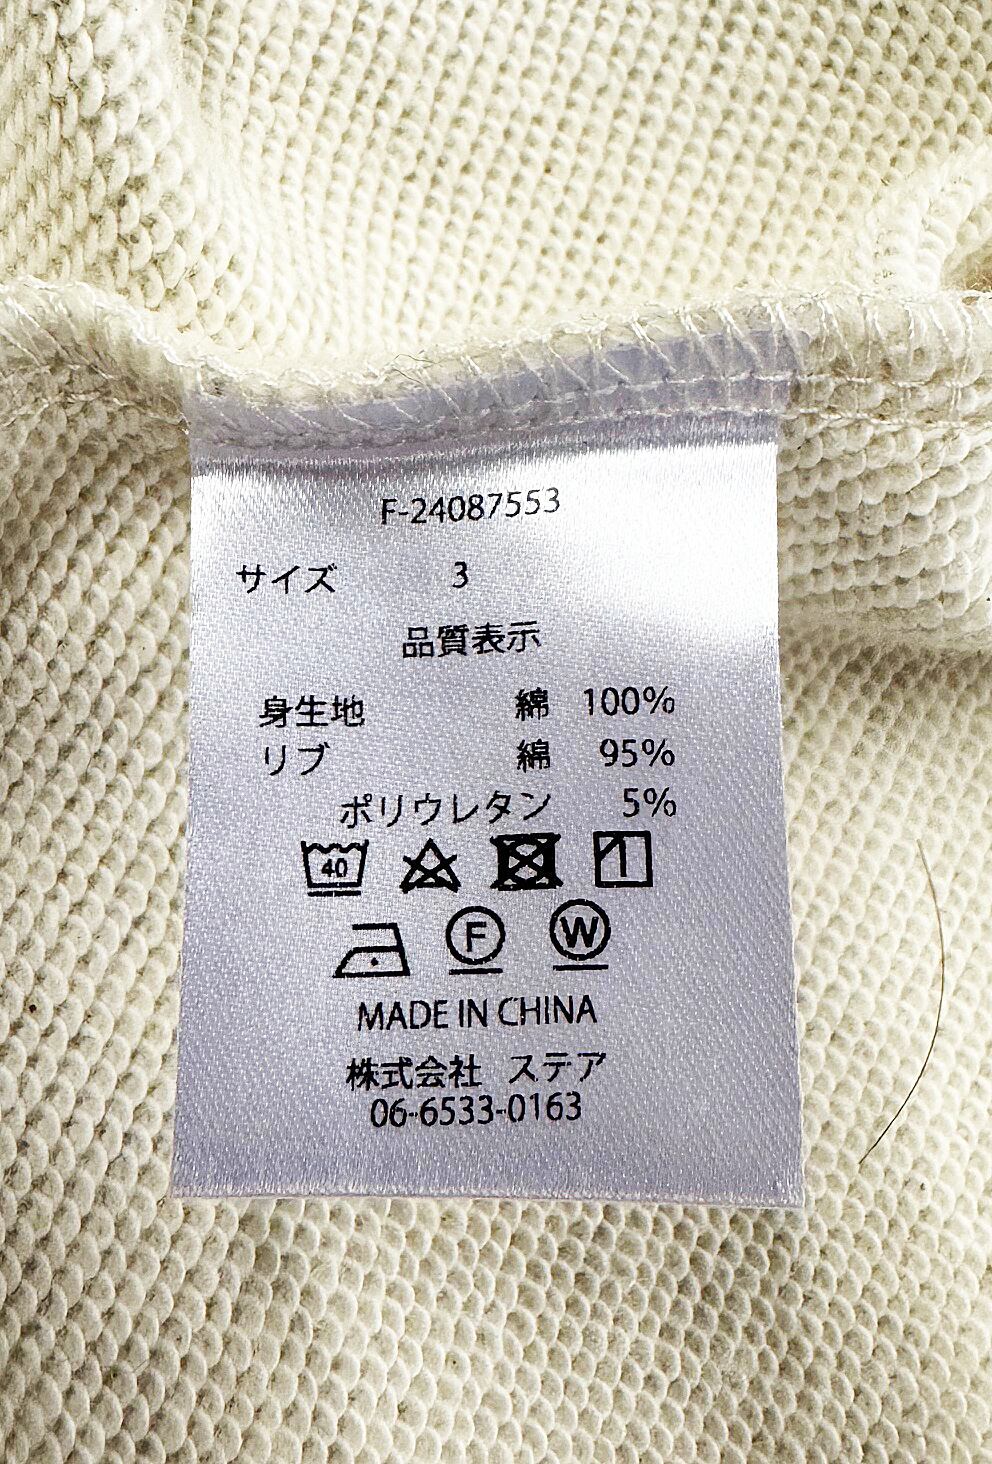 F-24087553
サイズ 3
品質表示
身生地 綿 100%
リブ 綿 95%
ポリウレタン 5%
40
F W
MADE IN CHINA
株式会社 ステア
06-6533-0163